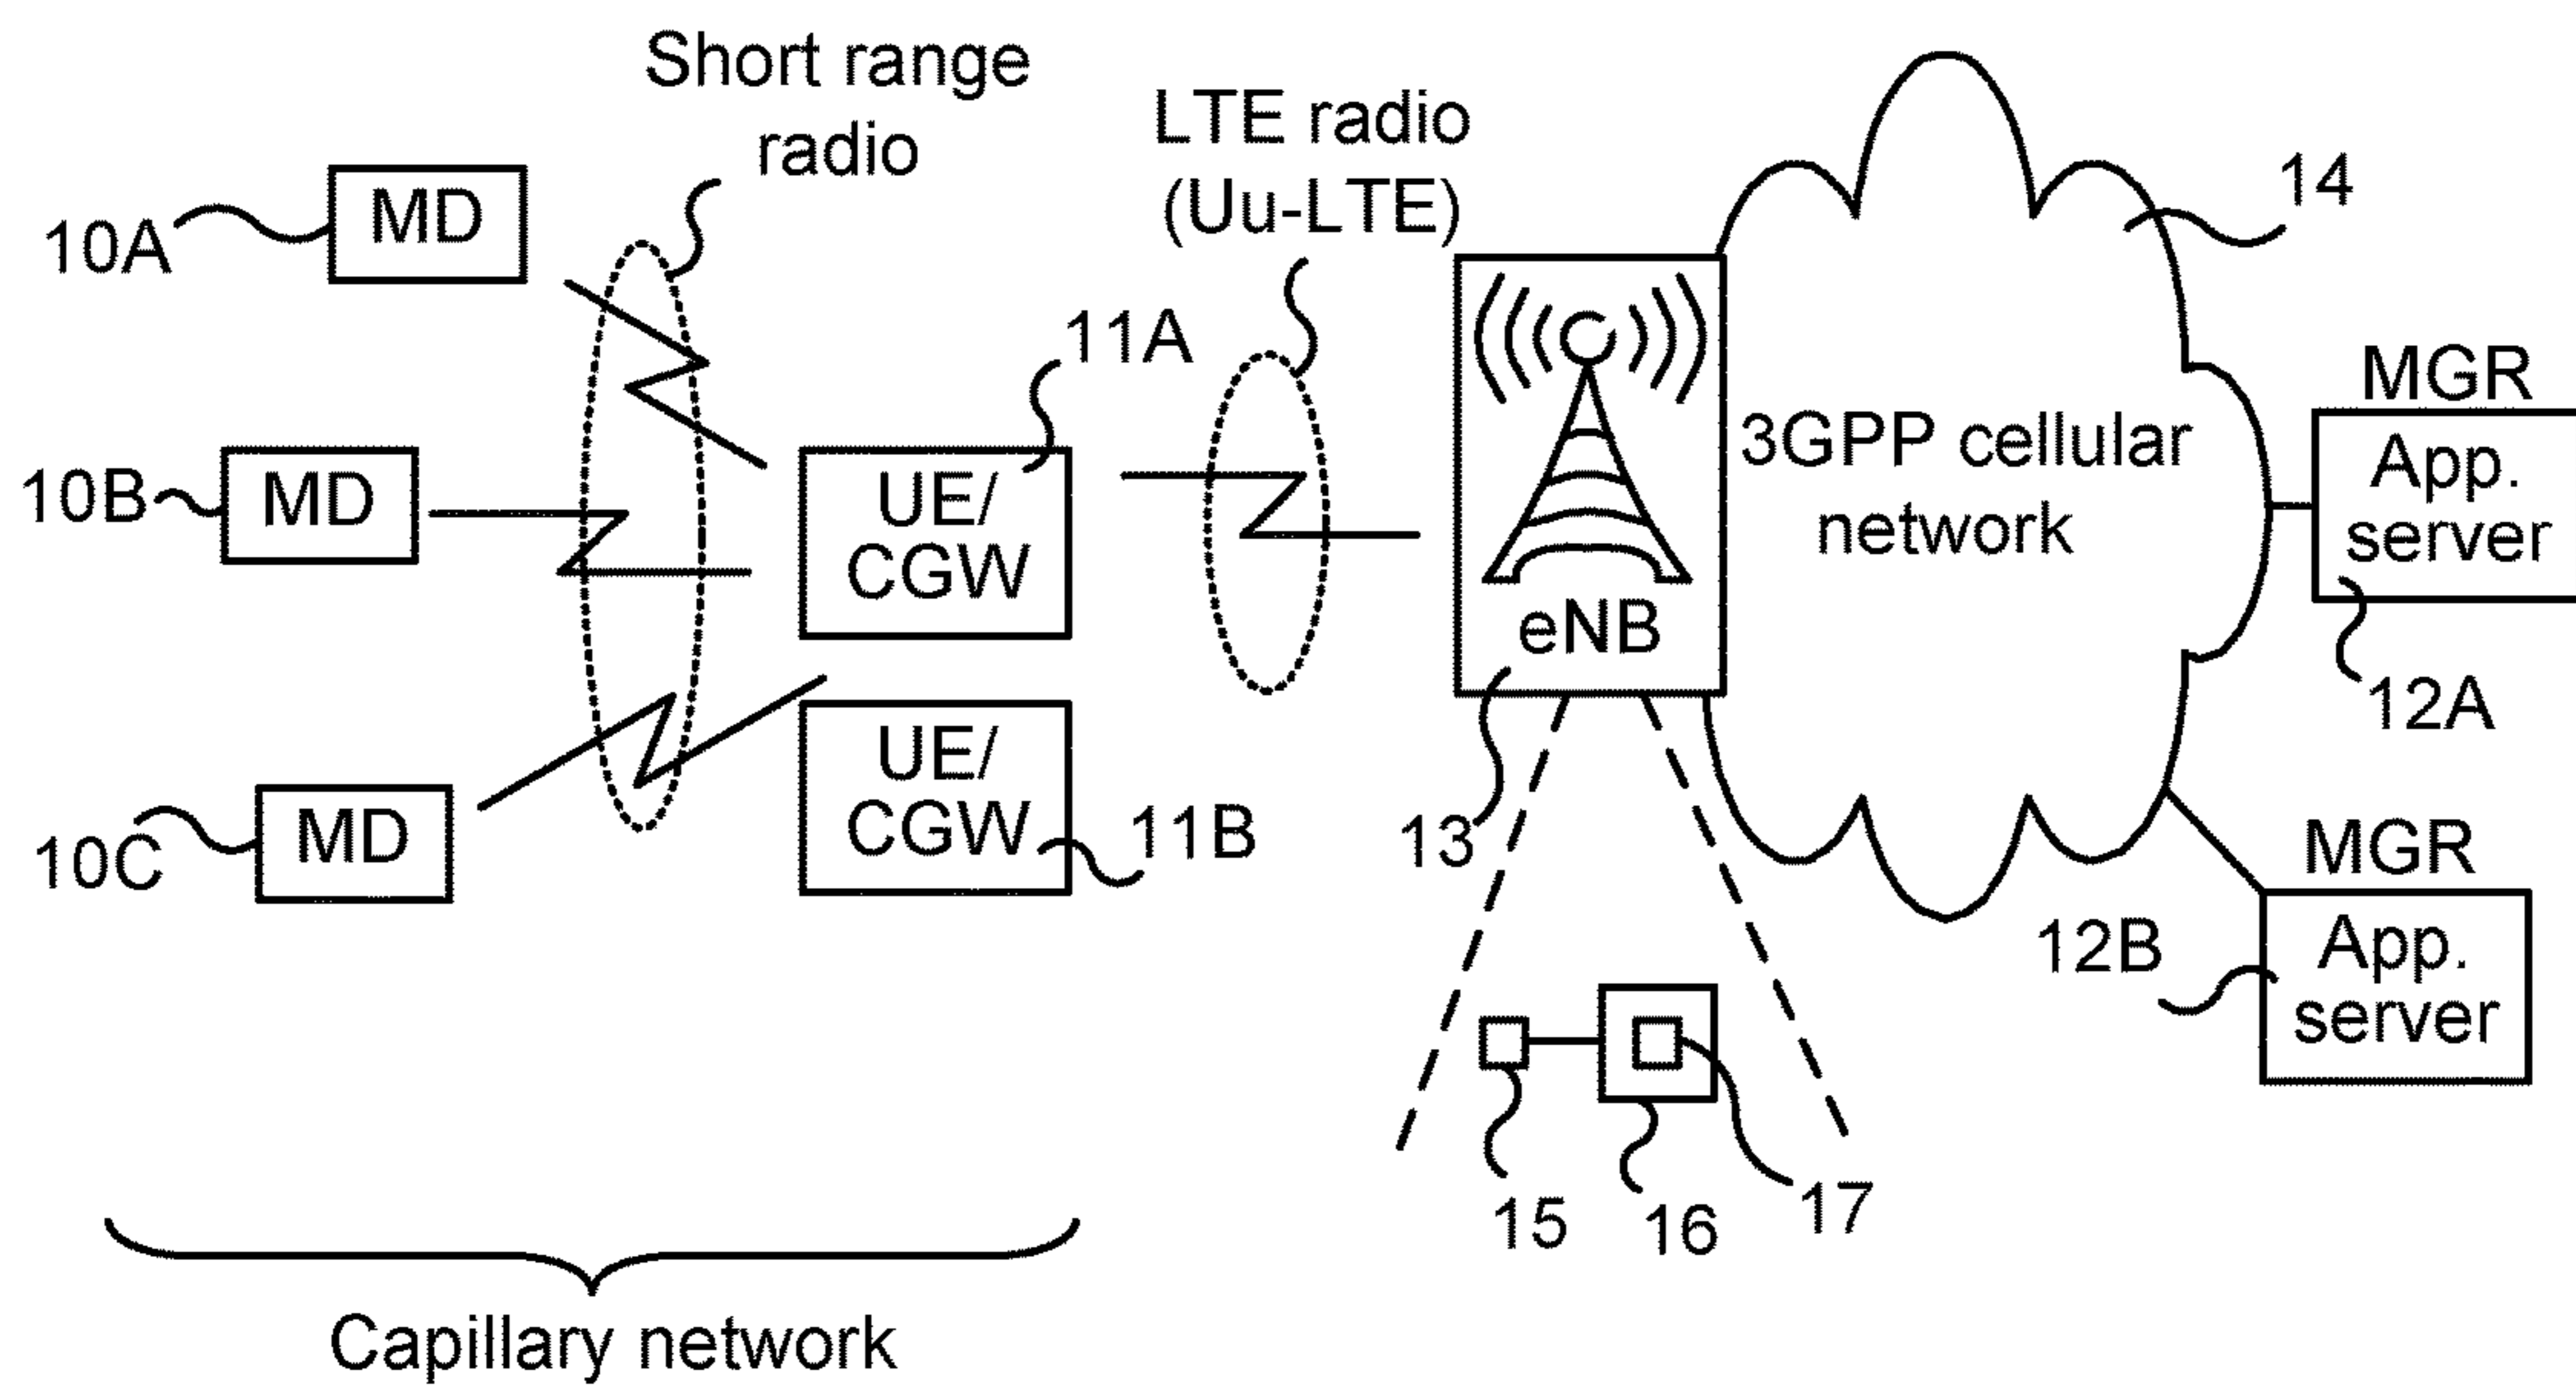 Short range
radio
LTE radio
(Uu-LTE)
14
MD
10A
11A
MGR
App.
server
12A
3GPP cellular
network
10B
MD
UE/
CGW
eNB
13
UE/
CGW
11B
10C
MD
MGR
12B
App.
server
15
16
17
Capillary network